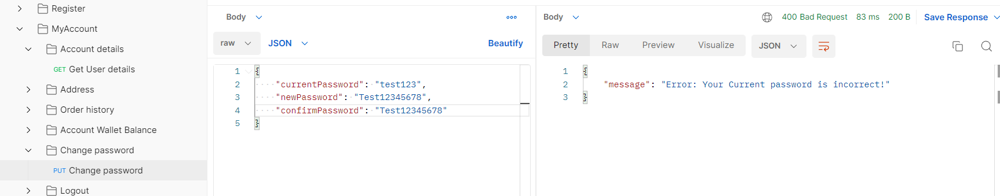 Register
MyAccount
Account details
GET Get User details
Address
Order history
Account Wallet Balance
Change password
PUT Change password
Logout
Body
raw JSON Beautify
1 {
2 "currentPassword": "test123",
3 "newPassword": "Test12345678",
4 "confirmPassword": "Test12345678"
5 }
Body 400 Bad Request 83 ms 200 B Save Response
Pretty Raw Preview Visualize JSON
1 {
2 "message": "Error: Your Current password is incorrect!"
3 }